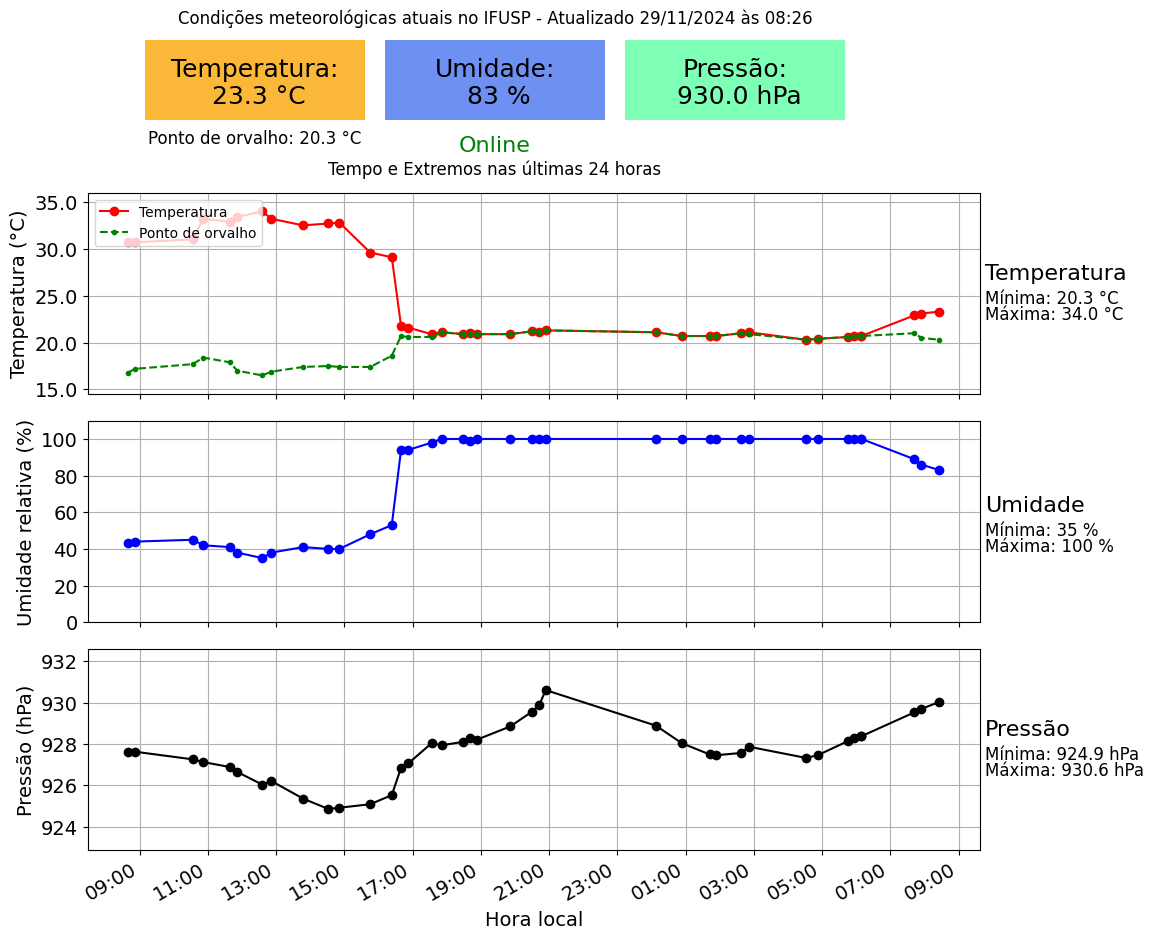 Condições meteorológicas atuais no IFUSP - Atualizado 29/11/2024 às 08:26
Temperatura:
23.3 °C
Umidade:
83 %
Pressão:
930.0 hPa
Ponto de orvalho: 20.3 °C
Online
Tempo e Extremos nas últimas 24 horas
Temperatura (°C)
35.0
30.0
25.0
20.0
15.0
Temperatura
Ponto de orvalho
Temperatura
Mínima: 20.3 °C
Máxima: 34.0 °C
Umidade relativa (%)
100
80
60
40
20
0
Umidade
Mínima: 35 %
Máxima: 100 %
Pressão (hPa)
932
930
928
926
924
Pressão
Mínima: 924.9 hPa
Máxima: 930.6 hPa
09:00 11:00 13:00 15:00 17:00 19:00 21:00 23:00 01:00 03:00 05:00 07:00 09:00
Hora local